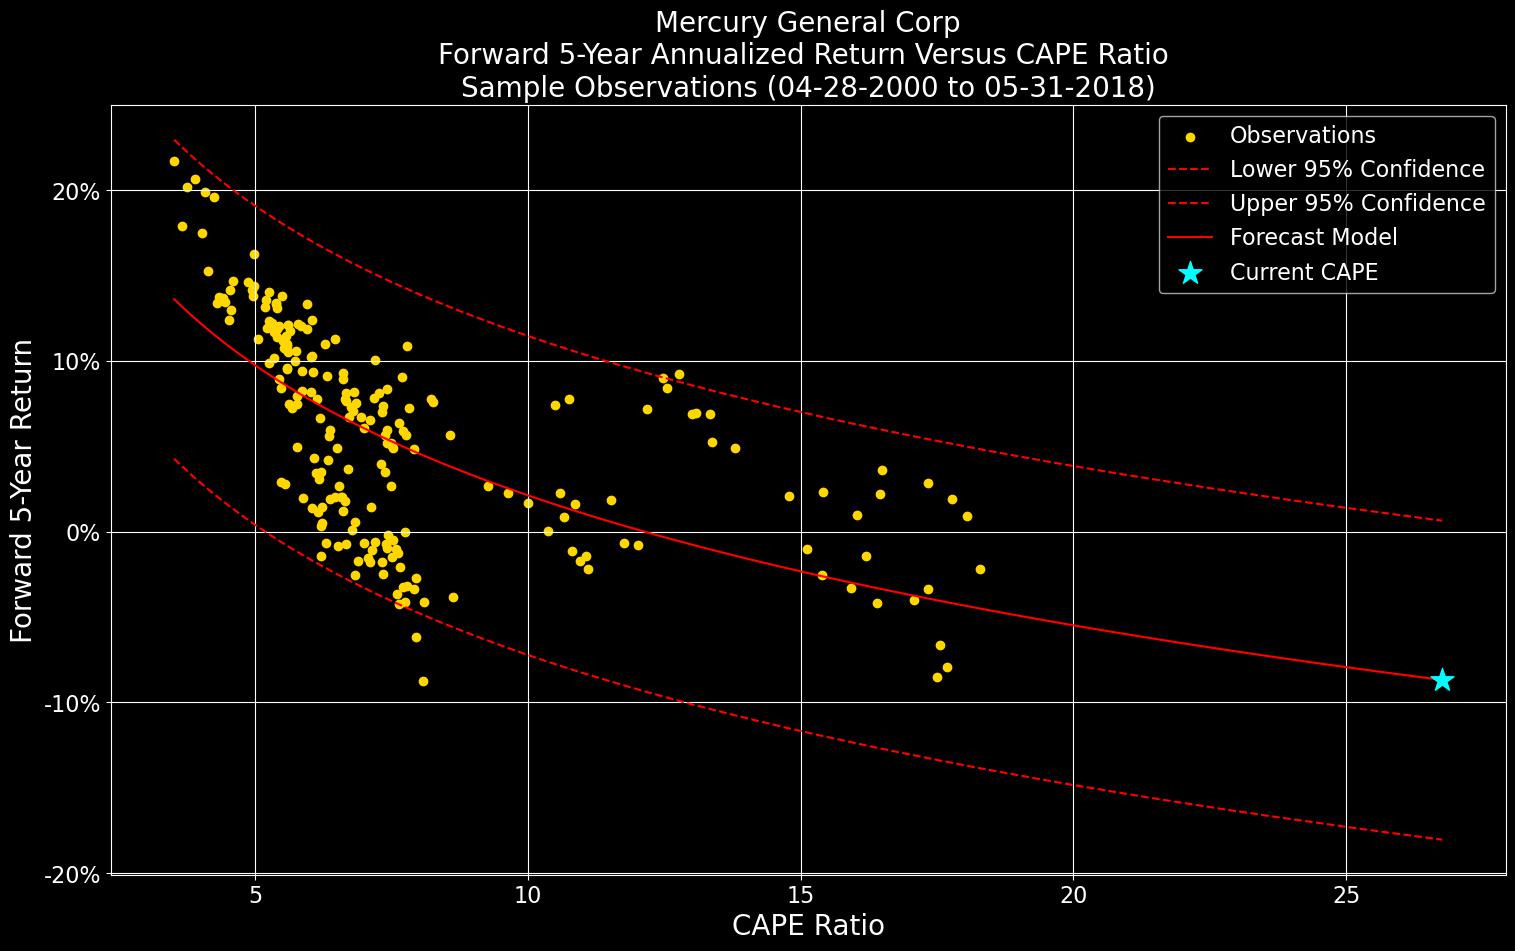 Mercury General Corp
Forward 5-Year Annualized Return Versus CAPE Ratio
Sample Observations (04-28-2000 to 05-31-2018)
Observations
Lower 95% Confidence
Upper 95% Confidence
Forecast Model
Current CAPE
Forward 5-Year Return
20%
10%
0%
-10%
-20%
5
10
15
20
25
CAPE Ratio